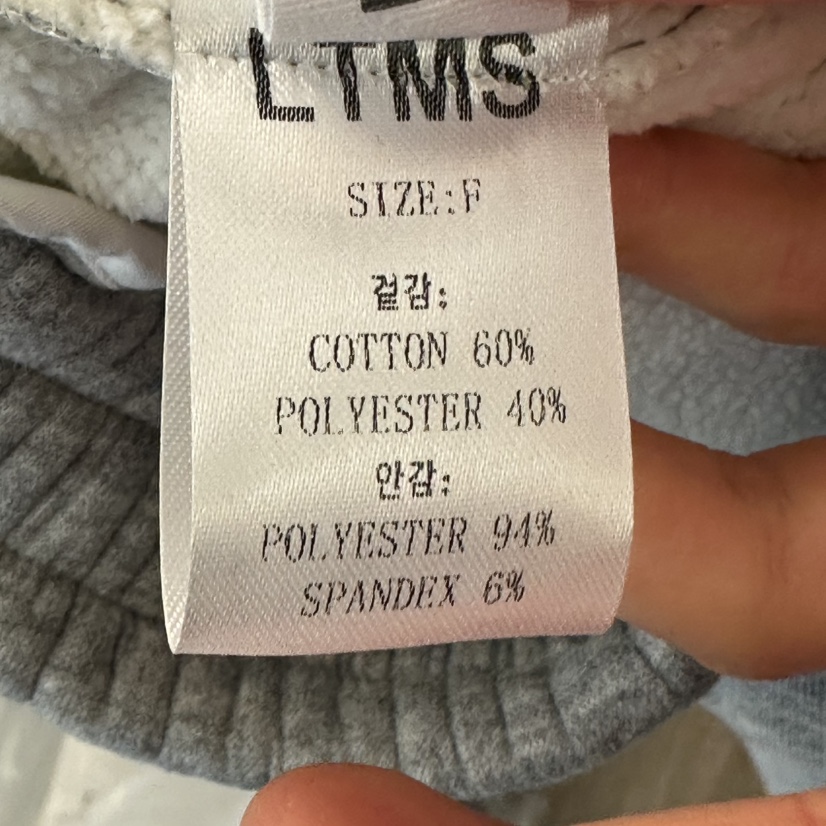 LTMS
SIZE:F
겉감:
COTTON 60%
POLYESTER 40%
안감:
POLYESTER 94%
SPANDEX 6%